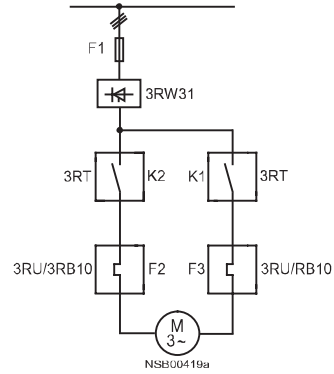 F1
3RW31
3RT K2 K1 3RT
3RU/3RB10 F2 F3 3RU/RB10
M
3~
NSB00419a